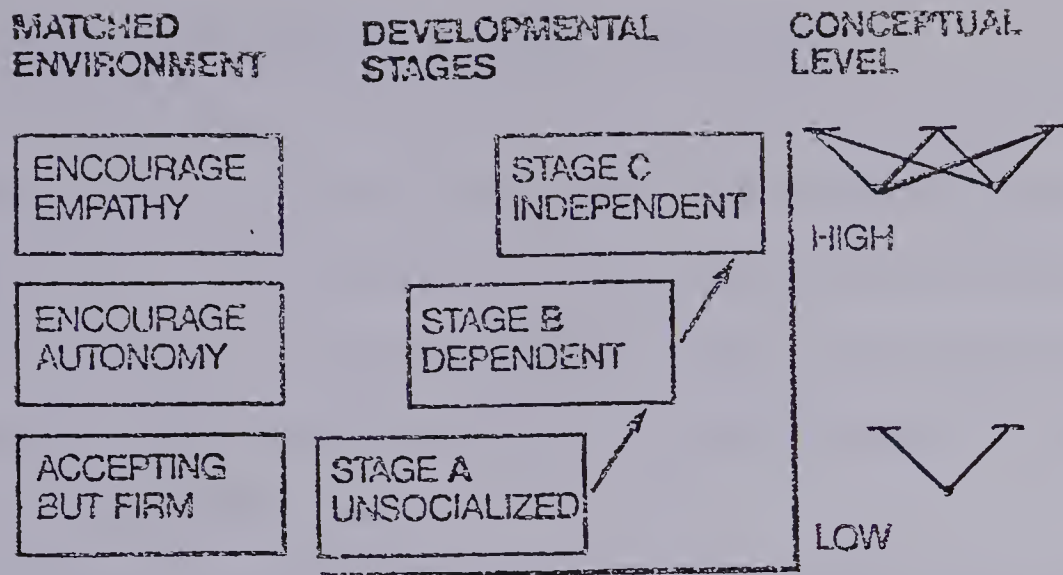 MATCHED
ENVIRONMENT
DEVELOPMENTAL
STAGES
CONCEPTUAL
LEVEL
ENCOURAGE
EMPATHY
STAGE C
INDEPENDENT
HIGH
ENCOURAGE
AUTONOMY
STAGE B
DEPENDENT
ACCEPTING
BUT FIRM
STAGE A
UNSOCIALIZED
LOW